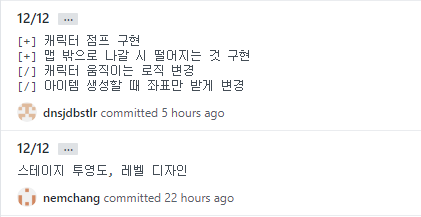 12/12 ...
[+] 캐릭터 점프 구현
[+] 맵 밖으로 나갈 시 떨어지는 것 구현
[/] 캐릭터 움직이는 로직 변경
[/] 아이템 생성할 때 좌표만 받게 변경
dnsjdbstlr committed 5 hours ago
12/12 ...
스테이지 투영도, 레벨 디자인
nemchang committed 22 hours ago